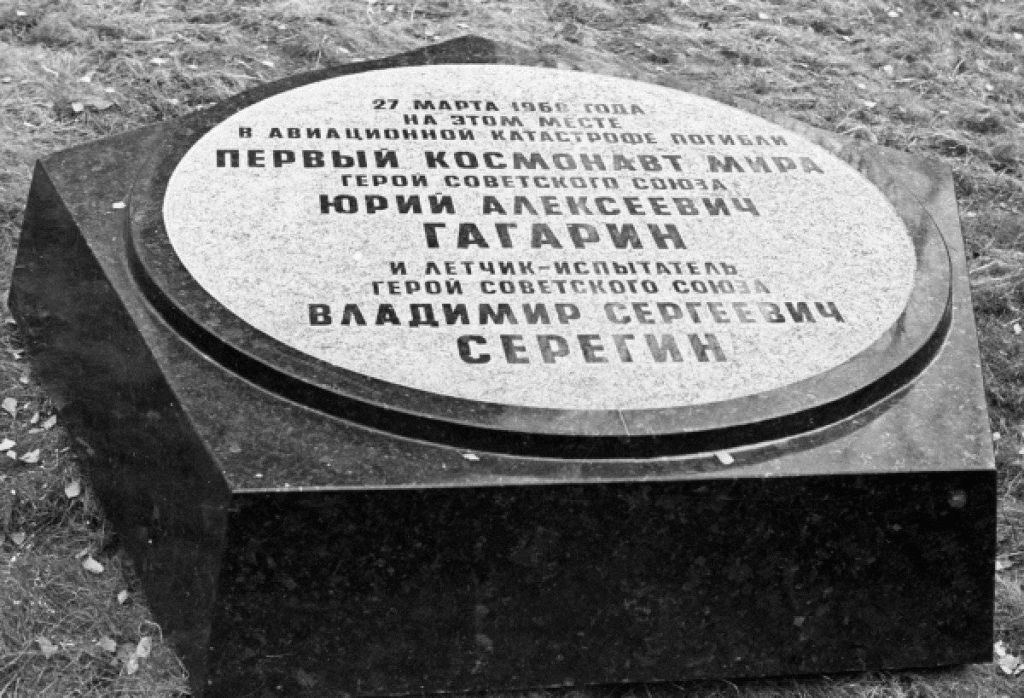 27 МАРТА 1968 ГОДА
НА ЭТОМ МЕСТЕ
В АВИАЦИОННОЙ КАТАСТРОФЕ ПОГИБЛИ
ПЕРВЫЙ КОСМОНАВТ МИРА
ГЕРОЙ СОВЕТСКОГО СОЮЗА
ЮРИЙ АЛЕКСЕЕВИЧ
ГАГАРИН
И ЛЕТЧИК-ИСПЫТАТЕЛЬ
ГЕРОЙ СОВЕТСКОГО СОЮЗА
ВЛАДИМИР СЕРГЕЕВИЧ
СЕРЕГИН